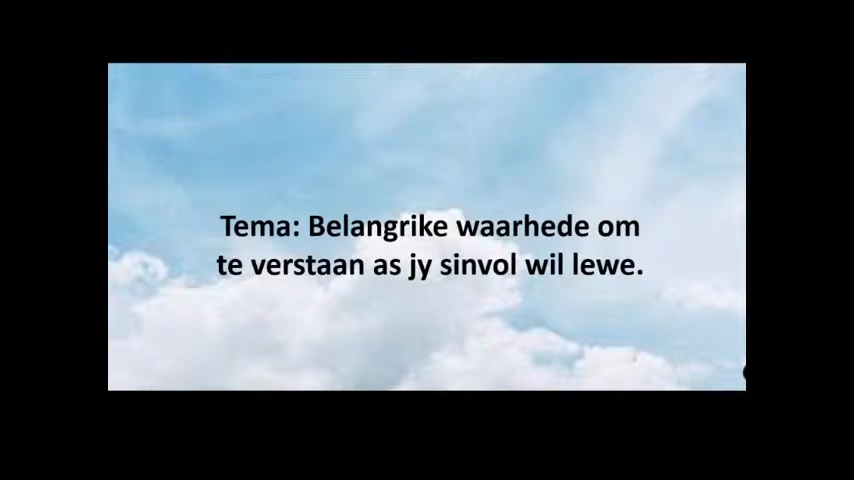 Tema: Belangrike waarhede om
te verstaan as jy sinvol wil lewe.